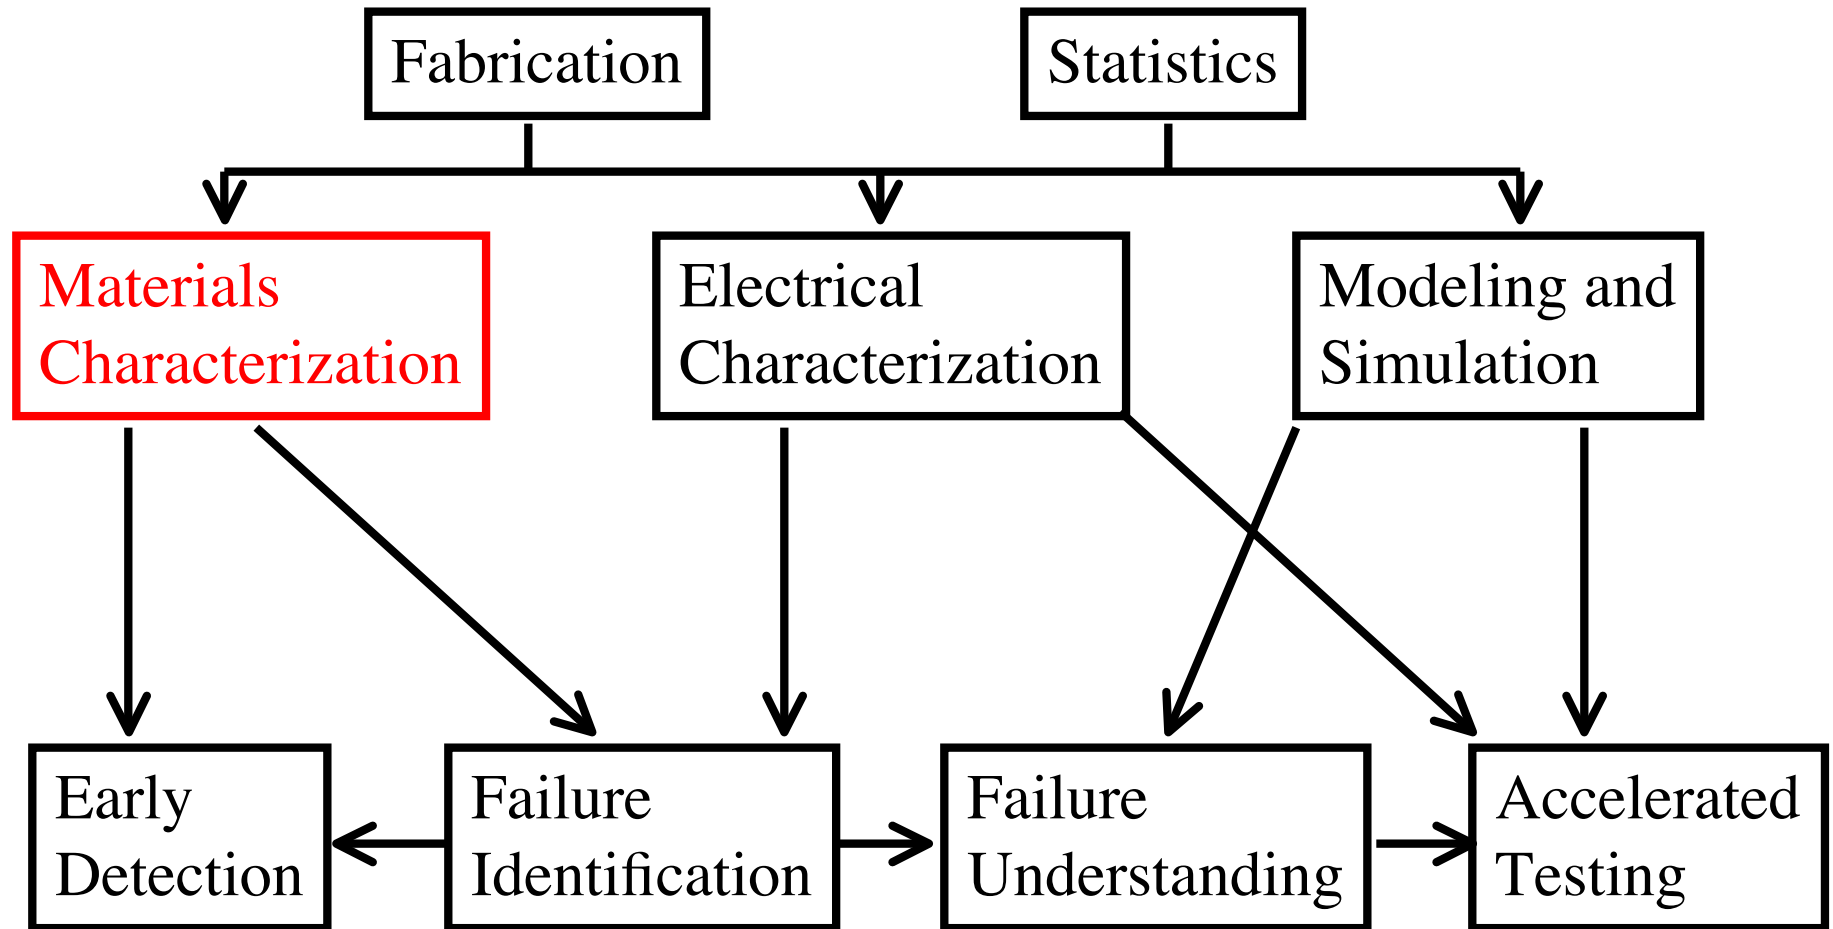 Fabrication
Statistics
Materials
Characterization
Electrical
Characterization
Modeling and
Simulation
Early
Detection
Failure
Identification
Failure
Understanding
Accelerated
Testing